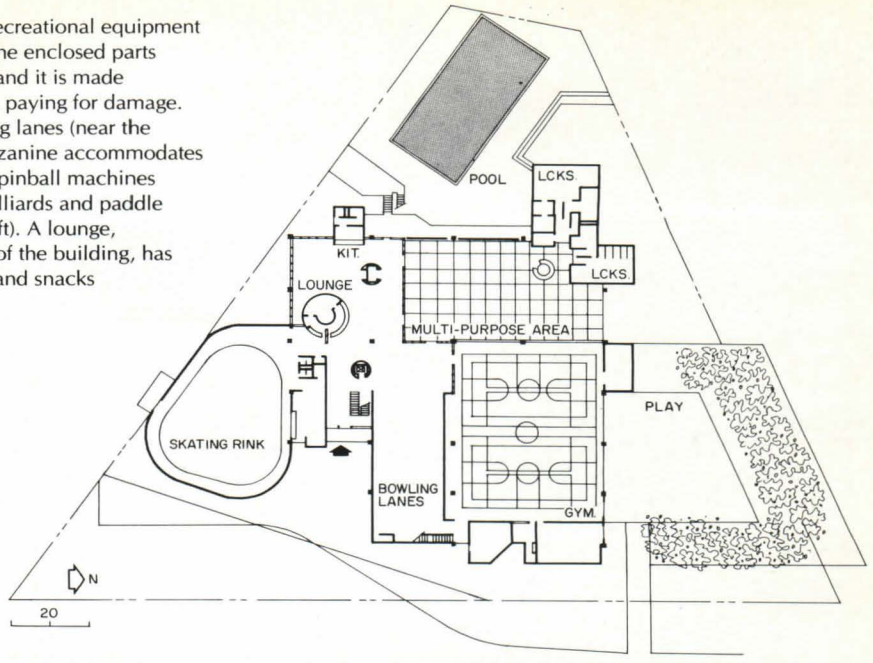 ecreational equipment
ne enclosed parts
and it is made
paying for damage.
g lanes (near the
zanine accommodates
pinball machines
lliards and paddle
ft). A lounge,
of the building, has
and snacks
POOL
LCKS.
KIT.
LCKS.
LOUNGE
MULTI-PURPOSE AREA
PLAY
SKATING RINK
BOWLING
LANES
GYM.
N
20